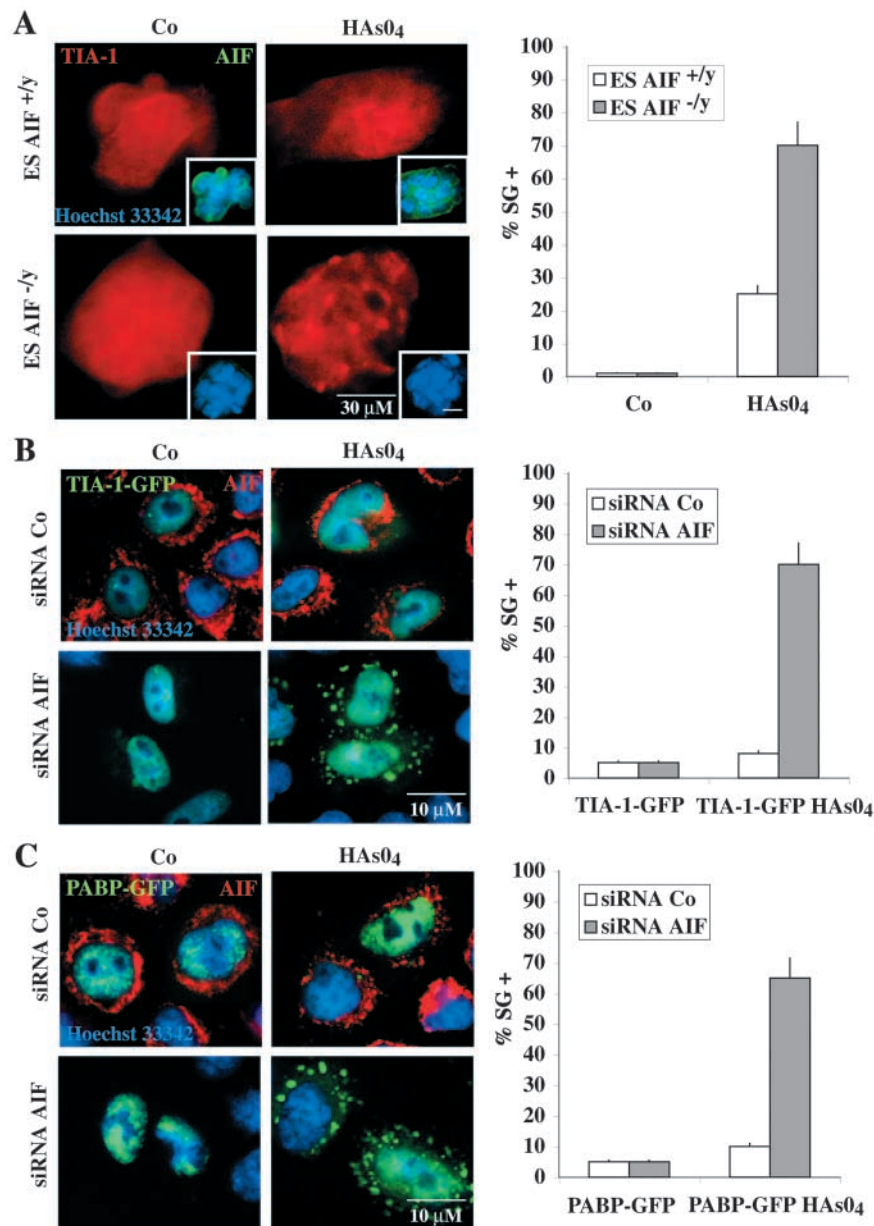 A
Co
HAs0₄
ES AIF +/y
TIA-1
AIF
Hoechst 33342
ES AIF -/y
30 µM
% SG +
100
90
80
70
60
50
40
30
20
10
0
ES AIF +/y
ES AIF -/y
Co
HAs0₄
B
Co
HAs0₄
siRNA Co
TIA-1-GFP
AIF
Hoechst 33342
siRNA AIF
10 µM
% SG +
100
90
80
70
60
50
40
30
20
10
0
siRNA Co
siRNA AIF
TIA-1-GFP
TIA-1-GFP HAs0₄
C
Co
HAs0₄
siRNA Co
PABP-GFP
AIF
Hoechst 33342
siRNA AIF
10 µM
% SG +
100
90
80
70
60
50
40
30
20
10
0
siRNA Co
siRNA AIF
PABP-GFP
PABP-GFP HAs0₄